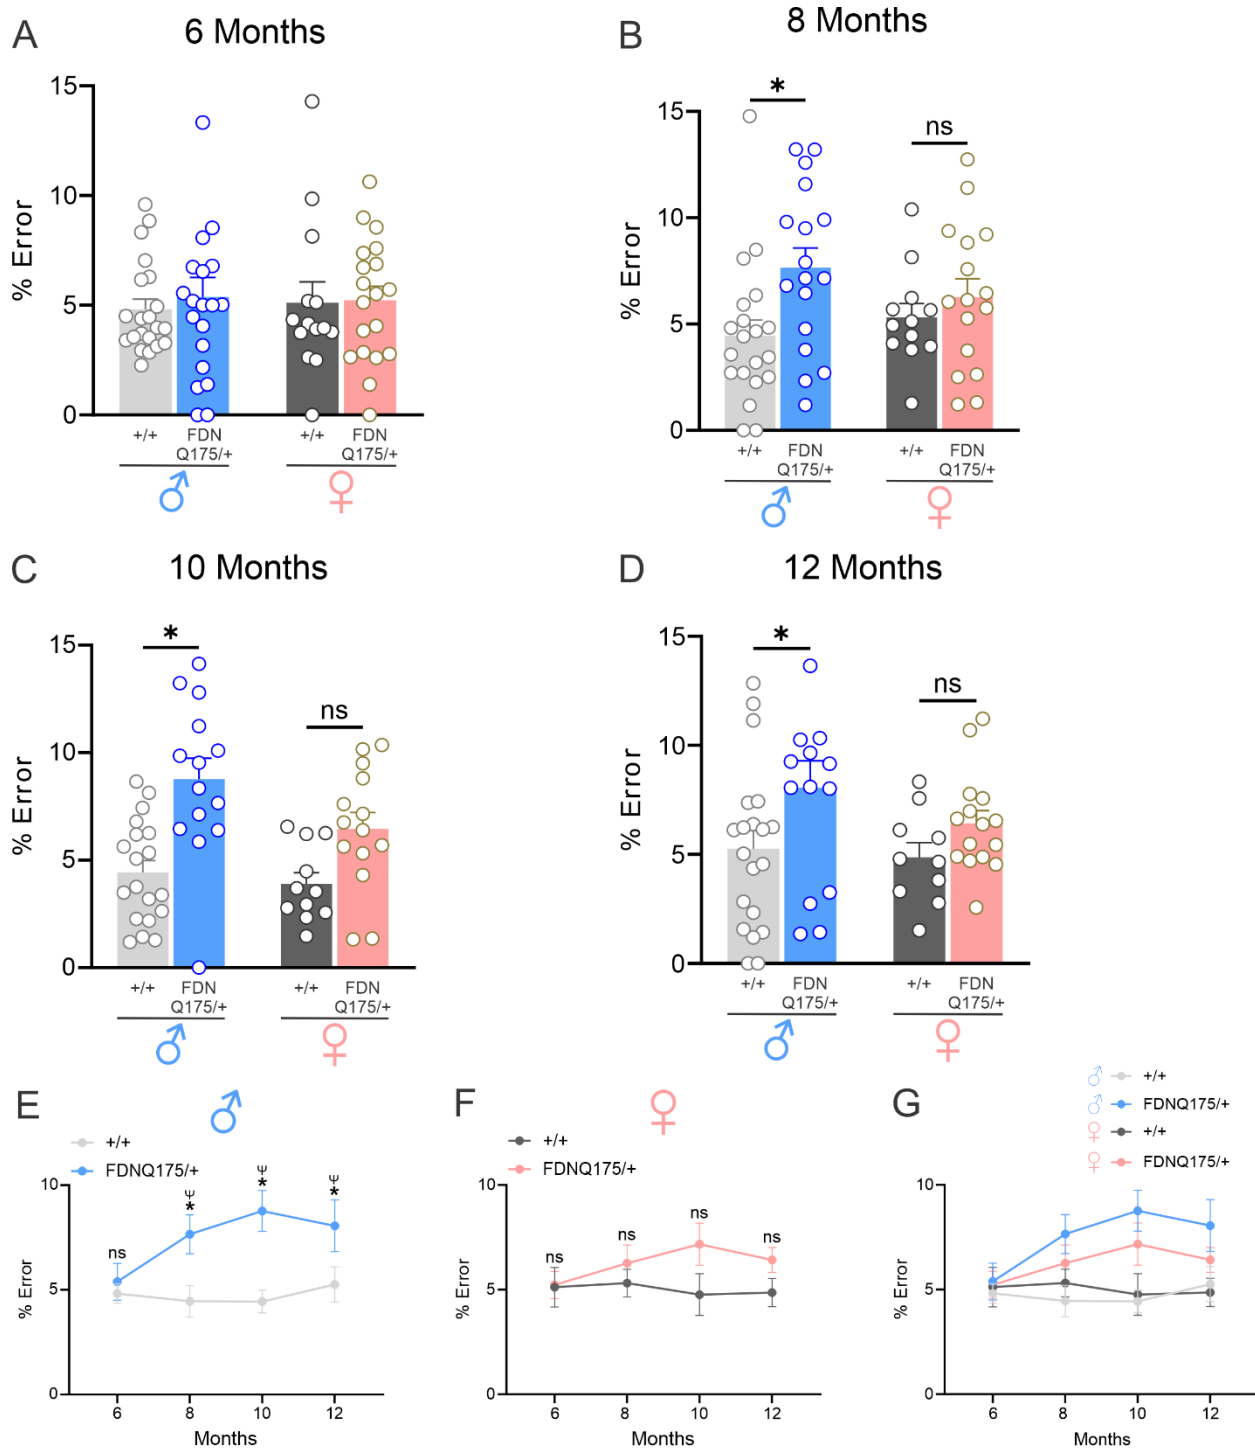 A
6 Months
15
10
5
0
% Error
+/+
FDN
Q175/+
+/+
FDN
Q175/+
♂
♀
B
8 Months
15
10
5
0
% Error
*
ns
+/+
FDN
Q175/+
+/+
FDN
Q175/+
♂
♀
C
10 Months
15
10
5
0
% Error
*
ns
+/+
FDN
Q175/+
+/+
FDN
Q175/+
♂
♀
D
12 Months
15
10
5
0
% Error
*
ns
+/+
FDN
Q175/+
+/+
FDN
Q175/+
♂
♀
E
♂
+/+
FDNQ175/+
10
5
0
% Error
ns
ψ
*
ψ
*
ψ
*
6 8 10 12
Months
F
♀
+/+
FDNQ175/+
10
5
0
% Error
ns
ns
ns
ns
6 8 10 12
Months
G
♂ +/+
♂ FDNQ175/+
♀ +/+
♀ FDNQ175/+
10
5
0
% Error
6 8 10 12
Months